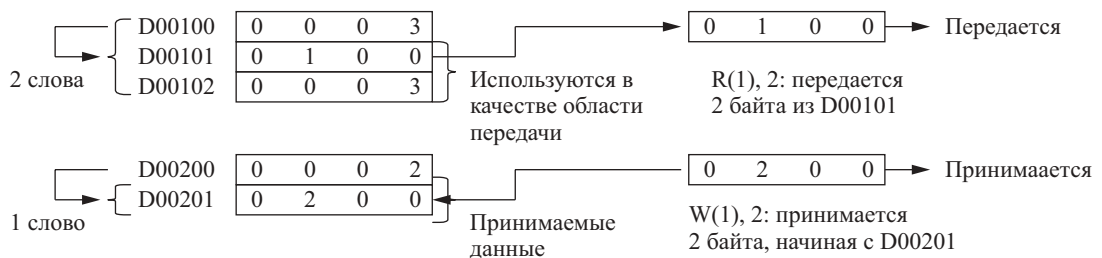 D00100 0 0 0 3 0 1 0 0 Передается
D00101 0 1 0 0
2 слова D00102 0 0 0 3
Используются в
качестве области
передачи
R(1), 2: передается
2 байта из D00101
D00200 0 0 0 2 0 2 0 0 Принимаается
D00201 0 2 0 0
1 слово
Принимаемые
данные
W(1), 2: принимается
2 байта, начиная с D00201